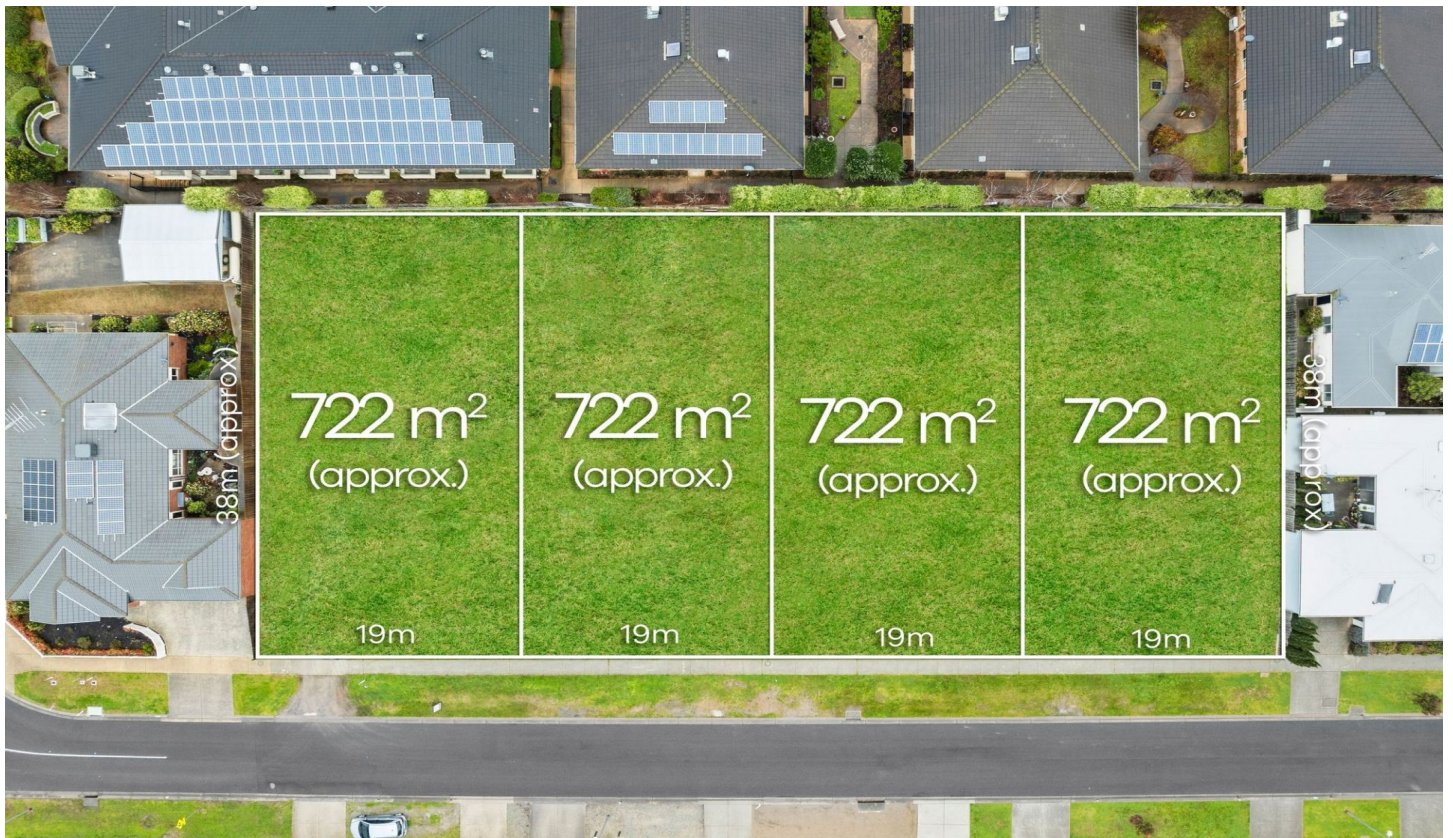 38m (approx)
722 m²
(approx.)
19m
722 m²
(approx.)
19m
722 m²
(approx.)
19m
722 m²
(approx.)
19m
38m (approx)